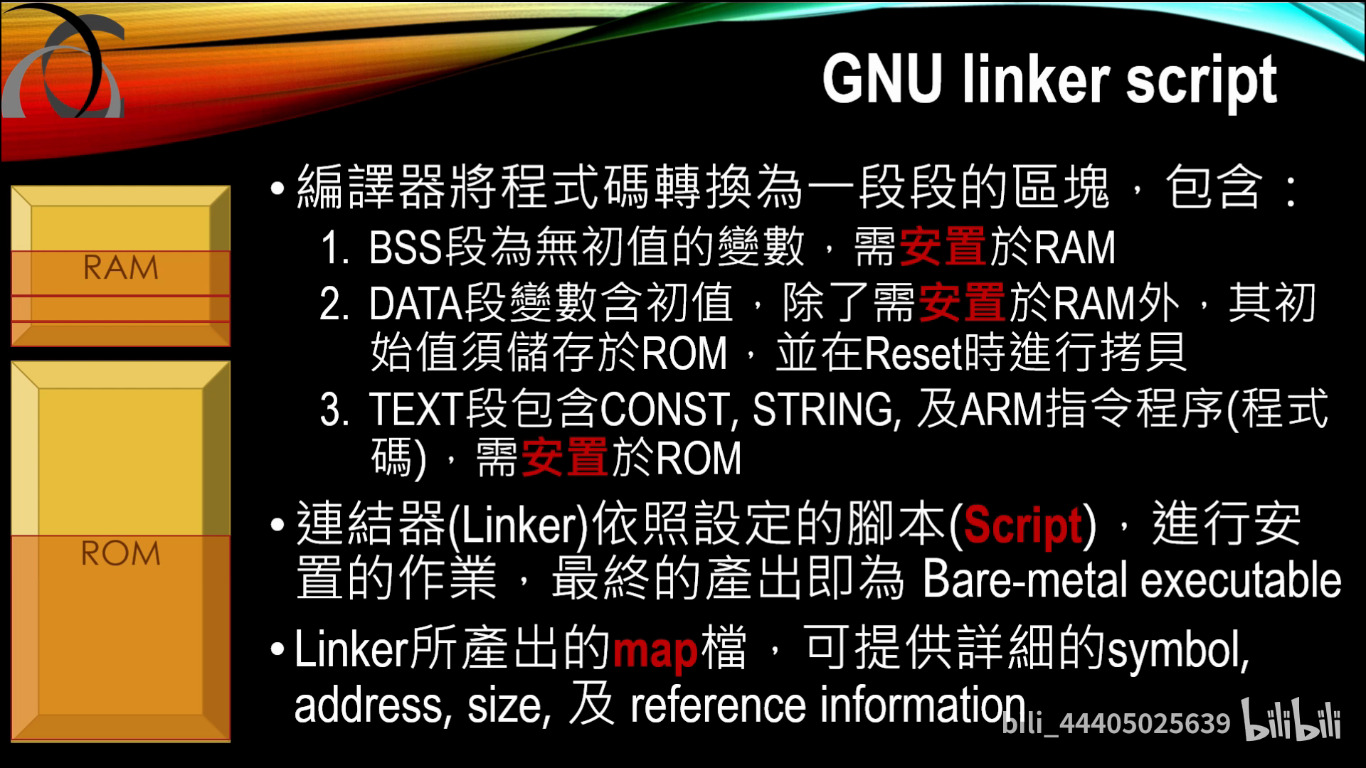 GNU linker script
RAM
ROM
•編譯器將程式碼轉換為一段段的區塊，包含：
1. BSS段為無初值的變數，需安置於RAM
2. DATA段變數含初值，除了需安置於RAM外，其初
始值須儲存於ROM，並在Reset時進行拷貝
3. TEXT段包含CONST, STRING, 及ARM指令程序(程式
碼)，需安置於ROM
•連結器(Linker)依照設定的腳本(Script)，進行安
置的作業，最終的產出即為 Bare-metal executable
•Linker所產出的map檔，可提供詳細的symbol,
address, size, 及 reference information
bili_44405025639 bilibili